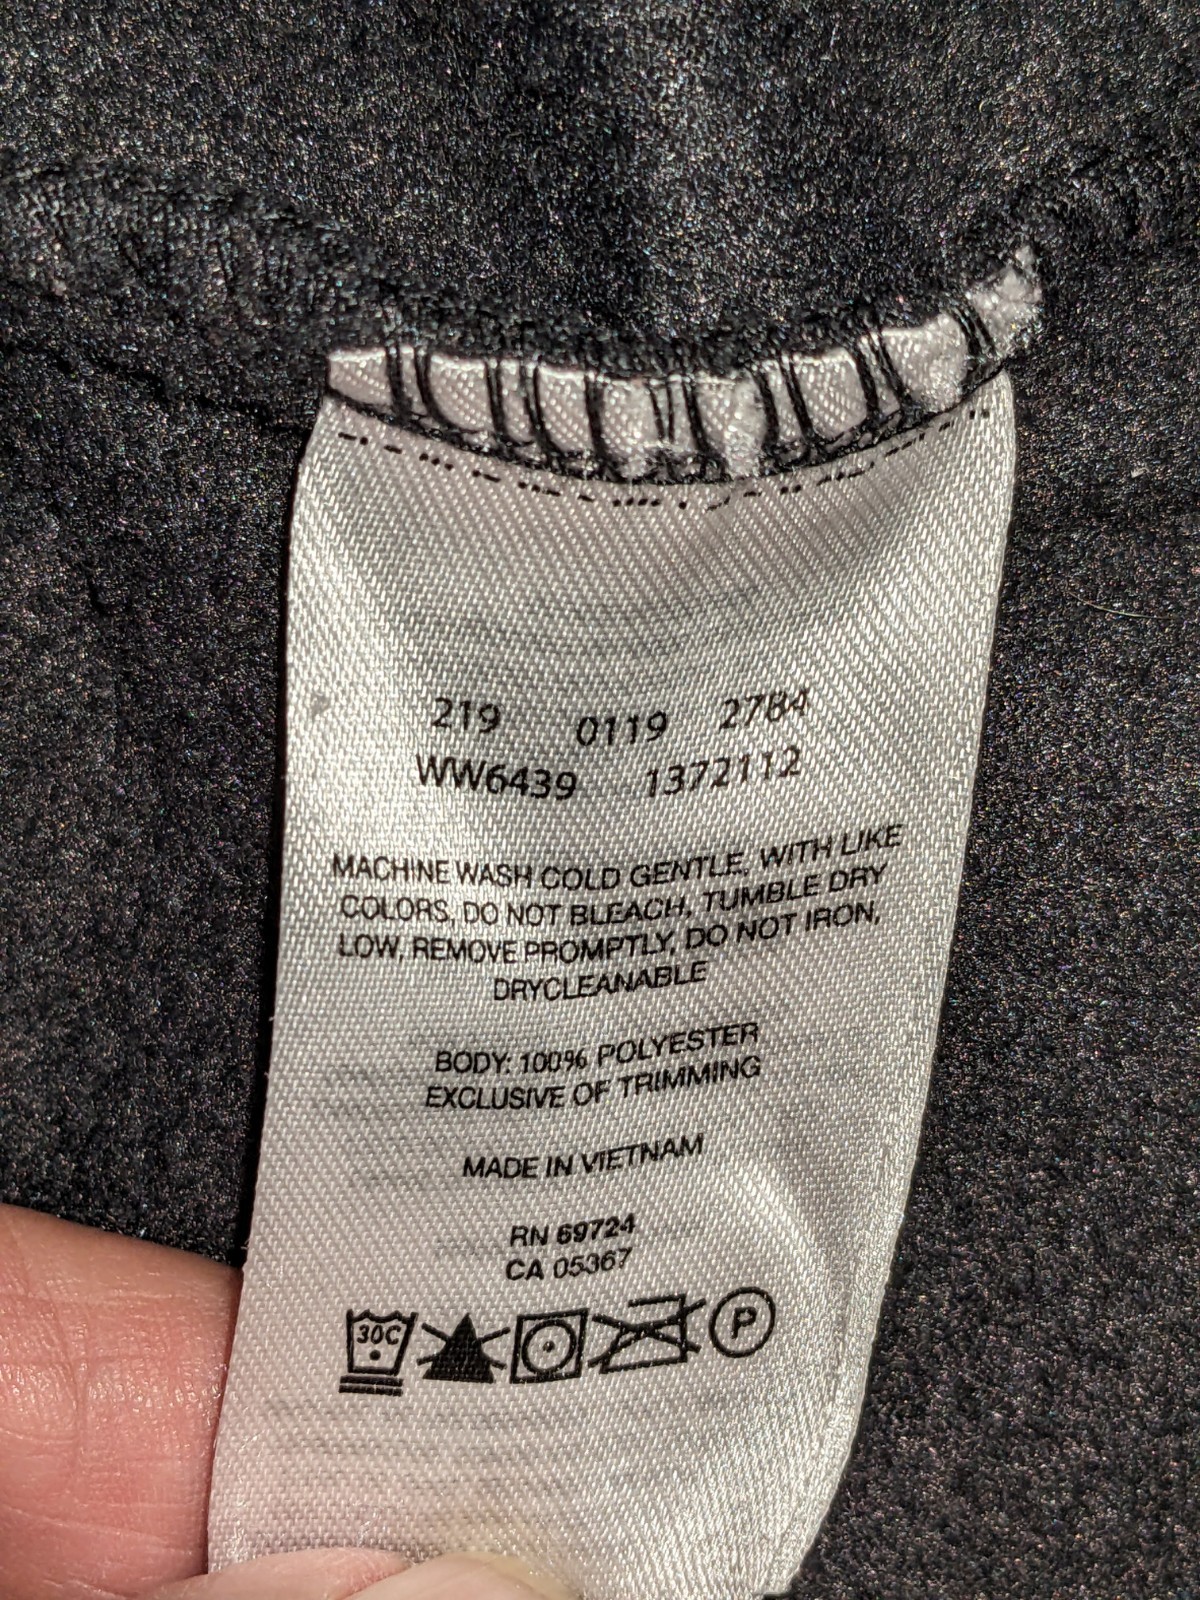 219 0119 2784
WW6439 1372112
MACHINE WASH COLD GENTLE, WITH LIKE
COLORS, DO NOT BLEACH, TUMBLE DRY
LOW, REMOVE PROMPTLY, DO NOT IRON,
DRYCLEANABLE
BODY: 100% POLYESTER
EXCLUSIVE OF TRIMMING
MADE IN VIETNAM
RN 69724
CA 05367
30C P